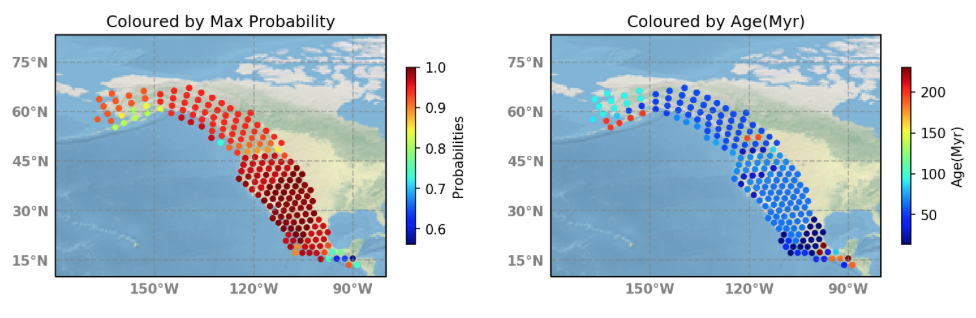 Coloured by Max Probability
75°N
60°N
45°N
30°N
15°N
150°W 120°W 90°W
1.0
0.9
0.8
0.7
0.6
Probabilities
Coloured by Age(Myr)
75°N
60°N
45°N
30°N
15°N
150°W 120°W 90°W
200
150
100
50
Age(Myr)